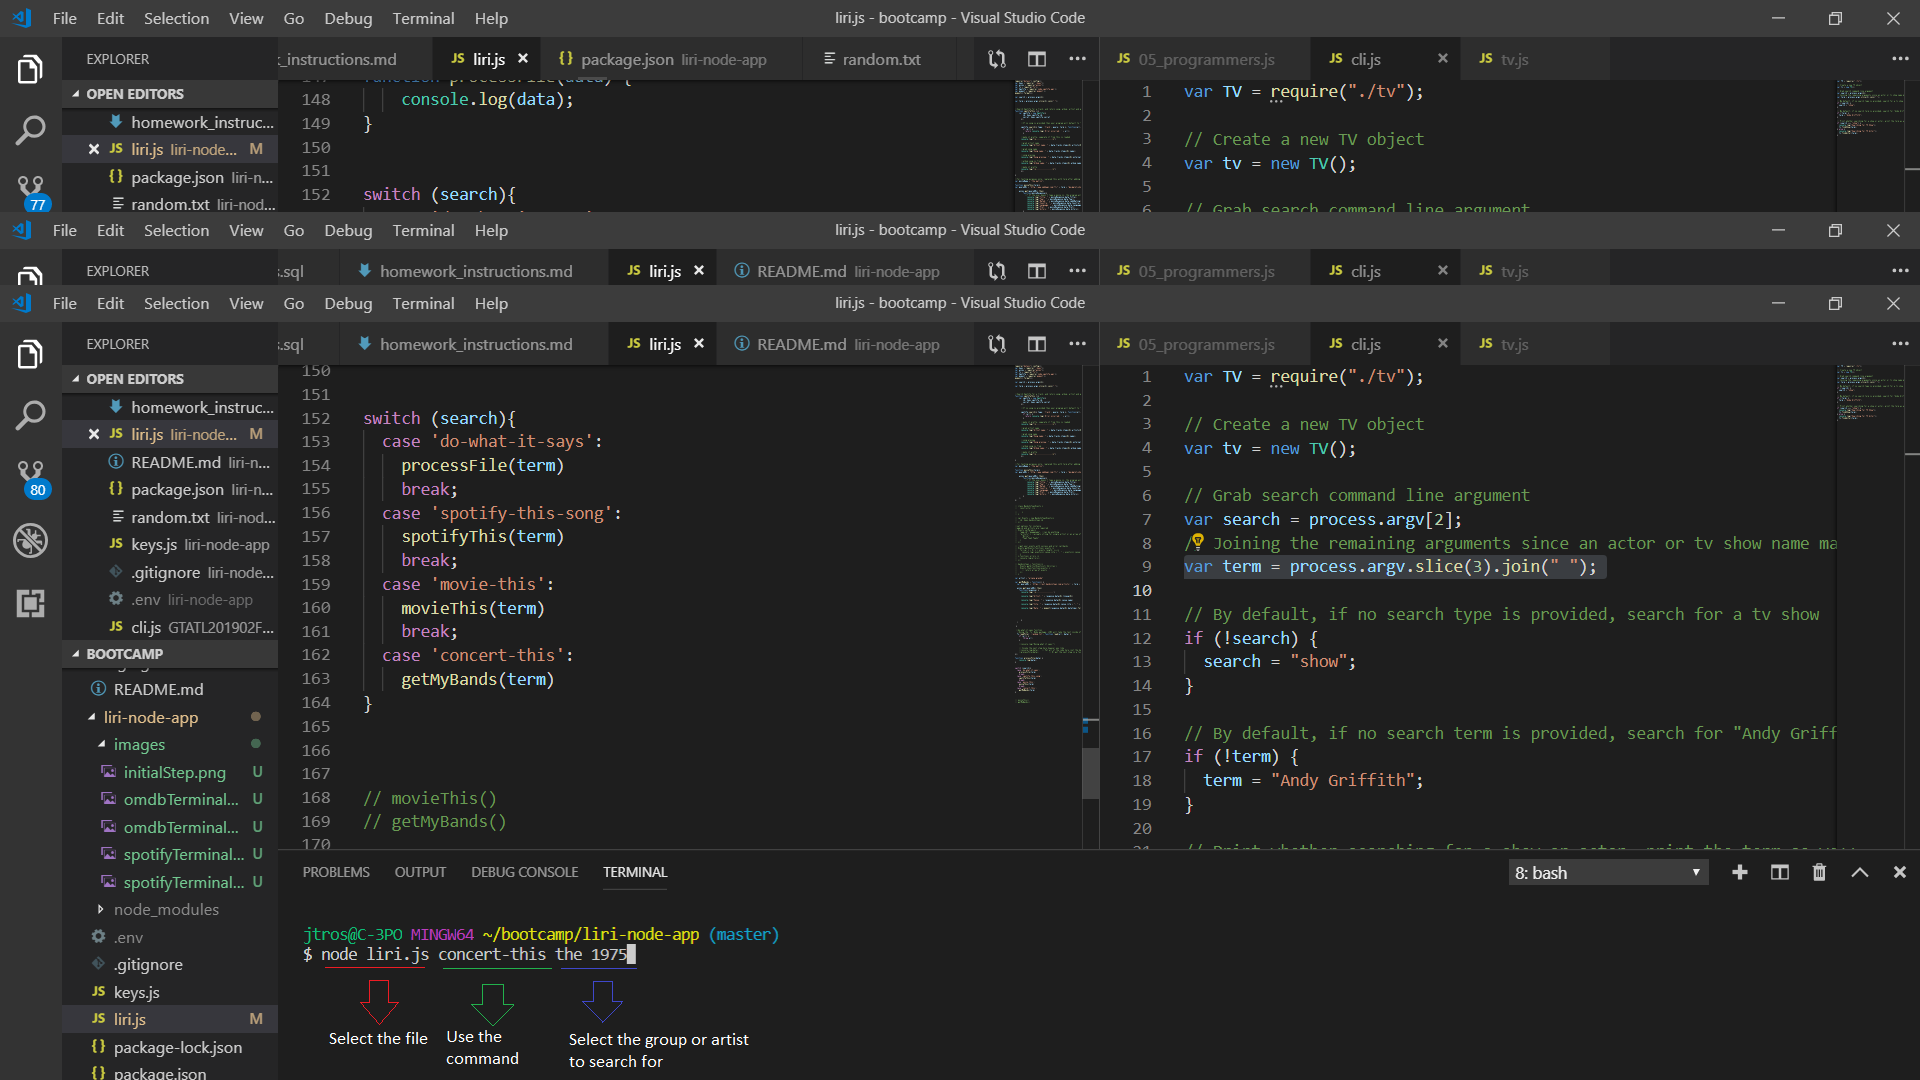 File Edit Selection View Go Debug Terminal Help liri.js - bootcamp - Visual Studio Code
EXPLORER
_instructions.md JS liri.js package.json liri-node-app random.txt
JS 05_programmers.js JS cli.js JS tv.js
OPEN EDITORS
homework_instruc...
JS liri.js liri-node... M
{} package.json liri-n...
random.txt liri-nod...
77
148 console.log(data);
149 }
150
151
152 switch (search){
1 var TV = require("./tv");
2
3 // Create a new TV object
4 var tv = new TV();
5
6 // Grab search command line argument
File Edit Selection View Go Debug Terminal Help liri.js - bootcamp - Visual Studio Code
EXPLORER
.sql homework_instructions.md JS liri.js README.md liri-node-app
JS 05_programmers.js JS cli.js JS tv.js
File Edit Selection View Go Debug Terminal Help liri.js - bootcamp - Visual Studio Code
EXPLORER
.sql homework_instructions.md JS liri.js README.md liri-node-app
JS 05_programmers.js JS cli.js JS tv.js
OPEN EDITORS
homework_instruc...
JS liri.js liri-node... M
README.md liri-n...
{} package.json liri-n...
random.txt liri-nod...
JS keys.js liri-node-app
.gitignore liri-node...
.env liri-node-app
JS cli.js GTATL201902F...
80
BOOTCAMP
README.md
liri-node-app
images
initialStep.png U
omdbTerminal... U
omdbTerminal... U
spotifyTerminal... U
spotifyTerminal... U
node_modules
.env
.gitignore
JS keys.js
JS liri.js M
{} package-lock.json
{} package.json
150
151
152 switch (search){
153 case 'do-what-it-says':
154 processFile(term)
155 break;
156 case 'spotify-this-song':
157 spotifyThis(term)
158 break;
159 case 'movie-this':
160 movieThis(term)
161 break;
162 case 'concert-this':
163 getMyBands(term)
164 }
165
166
167
168 // movieThis()
169 // getMyBands()
170
1 var TV = require("./tv");
2
3 // Create a new TV object
4 var tv = new TV();
5
6 // Grab search command line argument
7 var search = process.argv[2];
8 / Joining the remaining arguments since an actor or tv show name ma
9 var term = process.argv.slice(3).join(" ");
10
11 // By default, if no search type is provided, search for a tv show
12 if (!search) {
13 search = "show";
14 }
15
16 // By default, if no search term is provided, search for "Andy Griff
17 if (!term) {
18 term = "Andy Griffith";
19 }
20
PROBLEMS OUTPUT DEBUG CONSOLE TERMINAL 8: bash
jtros@C-3PO MINGW64 ~/bootcamp/liri-node-app (master)
$ node liri.js concert-this the 1975
Select the file
Use the
command
Select the group or artist
to search for